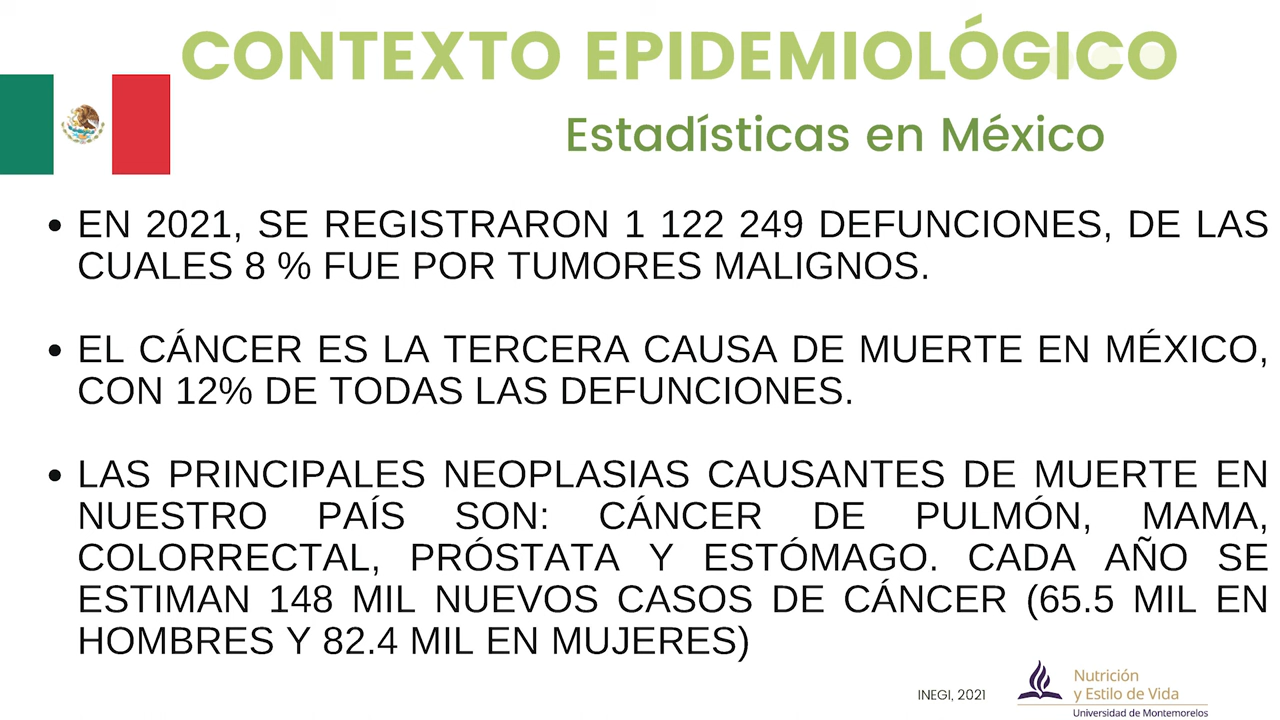 CONTEXTO EPIDEMIOLÓGICO
Estadísticas en México
• EN 2021, SE REGISTRARON 1 122 249 DEFUNCIONES, DE LAS
CUALES 8 % FUE POR TUMORES MALIGNOS.
• EL CÁNCER ES LA TERCERA CAUSA DE MUERTE EN MÉXICO,
CON 12% DE TODAS LAS DEFUNCIONES.
• LAS PRINCIPALES NEOPLASIAS CAUSANTES DE MUERTE EN
NUESTRO PAÍS SON: CÁNCER DE PULMÓN, MAMA,
COLORRECTAL, PRÓSTATA Y ESTÓMAGO. CADA AÑO SE
ESTIMAN 148 MIL NUEVOS CASOS DE CÁNCER (65.5 MIL EN
HOMBRES Y 82.4 MIL EN MUJERES)
INEGI, 2021
Nutrición
y Estilo de Vida
Universidad de Montemorelos